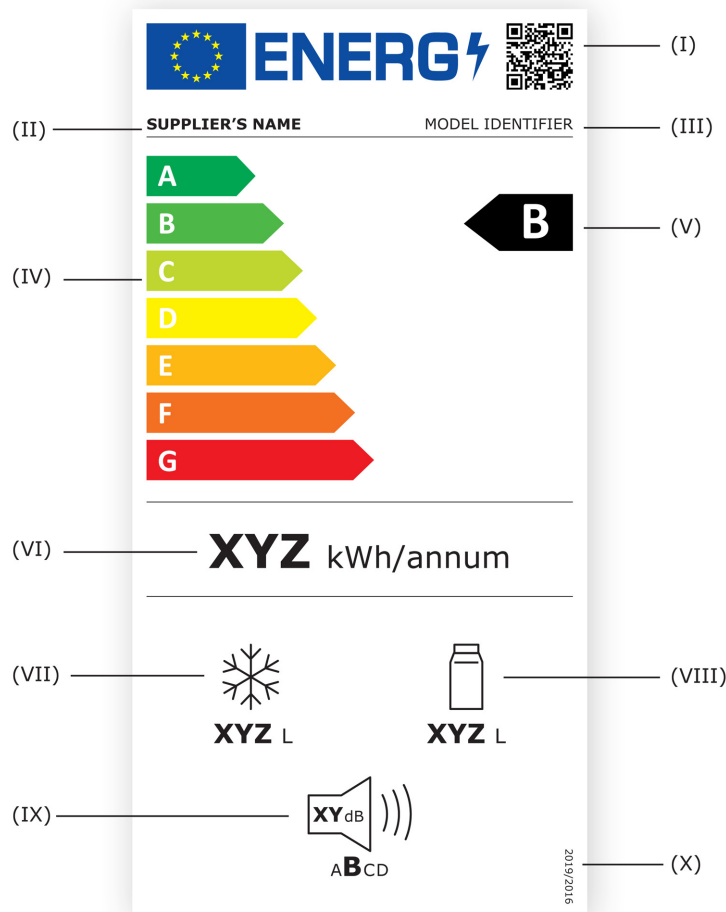 ENERG
(I)
(II)
SUPPLIER'S NAME
MODEL IDENTIFIER
(III)
A
B
B
(V)
(IV)
C
D
E
F
G
(VI)
XYZ kWh/annum
(VII)
(VIII)
XYZ L
XYZ L
(IX)
XY dB
ABCD
2019/2016
(X)